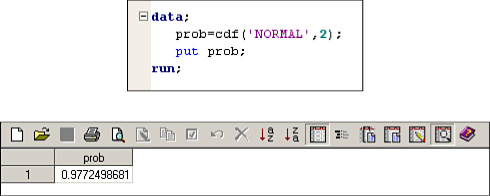 data;
prob=cdf('NORMAL',2);
put prob;
run;
prob
1 0.9772498681